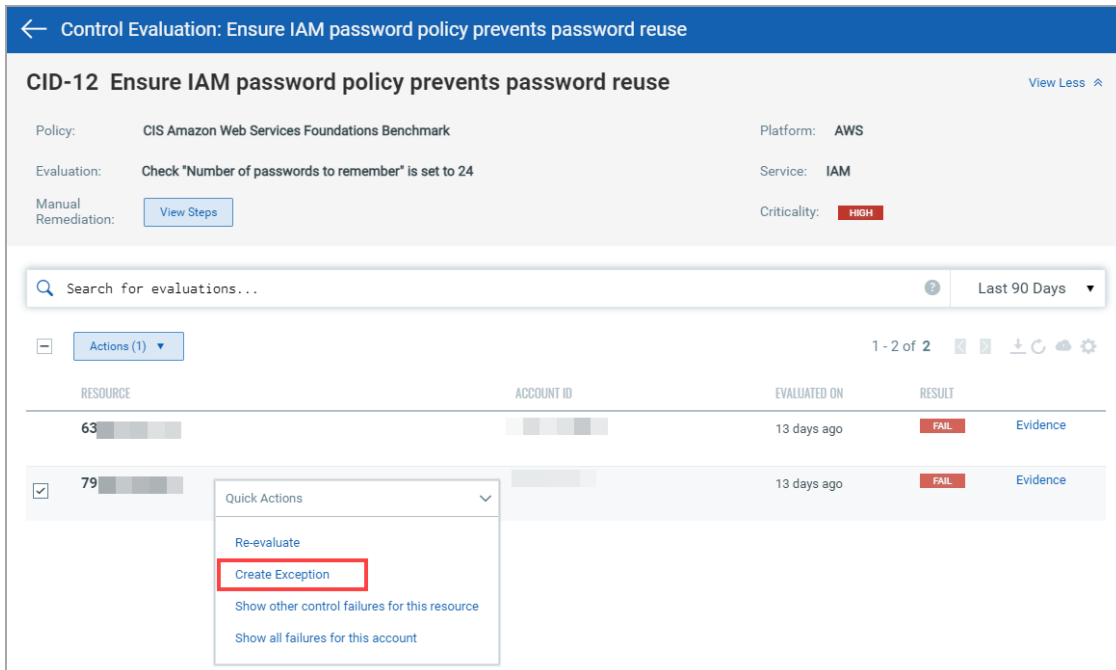 Control Evaluation: Ensure IAM password policy prevents password reuse
CID-12 Ensure IAM password policy prevents password reuse
View Less
Policy: CIS Amazon Web Services Foundations Benchmark
Platform: AWS
Evaluation: Check "Number of passwords to remember" is set to 24
Service: IAM
Manual
Remediation:
View Steps
Criticality: HIGH
Search for evaluations...
? Last 90 Days
Actions (1)
1 - 2 of 2
RESOURCE ACCOUNT ID EVALUATED ON RESULT
63 13 days ago FAIL Evidence
79 13 days ago FAIL Evidence
Quick Actions
Re-evaluate
Create Exception
Show other control failures for this resource
Show all failures for this account